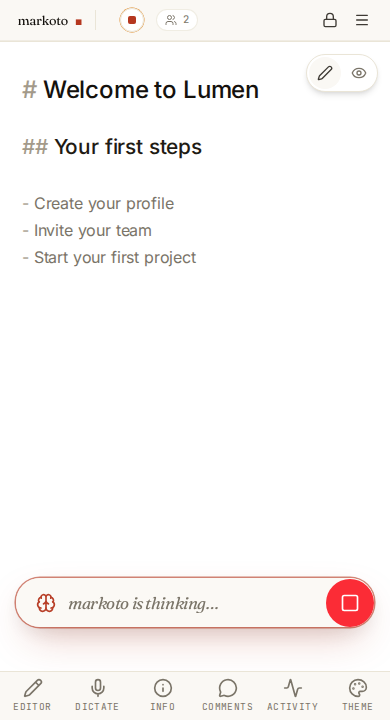 markoto
2
# Welcome to Lumen
## Your first steps
- Create your profile
- Invite your team
- Start your first project
markoto is thinking...
EDITOR DICTATE INFO COMMENTS ACTIVITY THEME